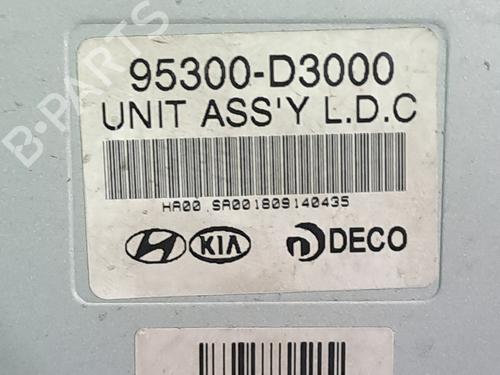 B-PARTS
95300-D3000
UNIT ASS'Y L.D.C
HA00 SA001809140435
KIA DECO